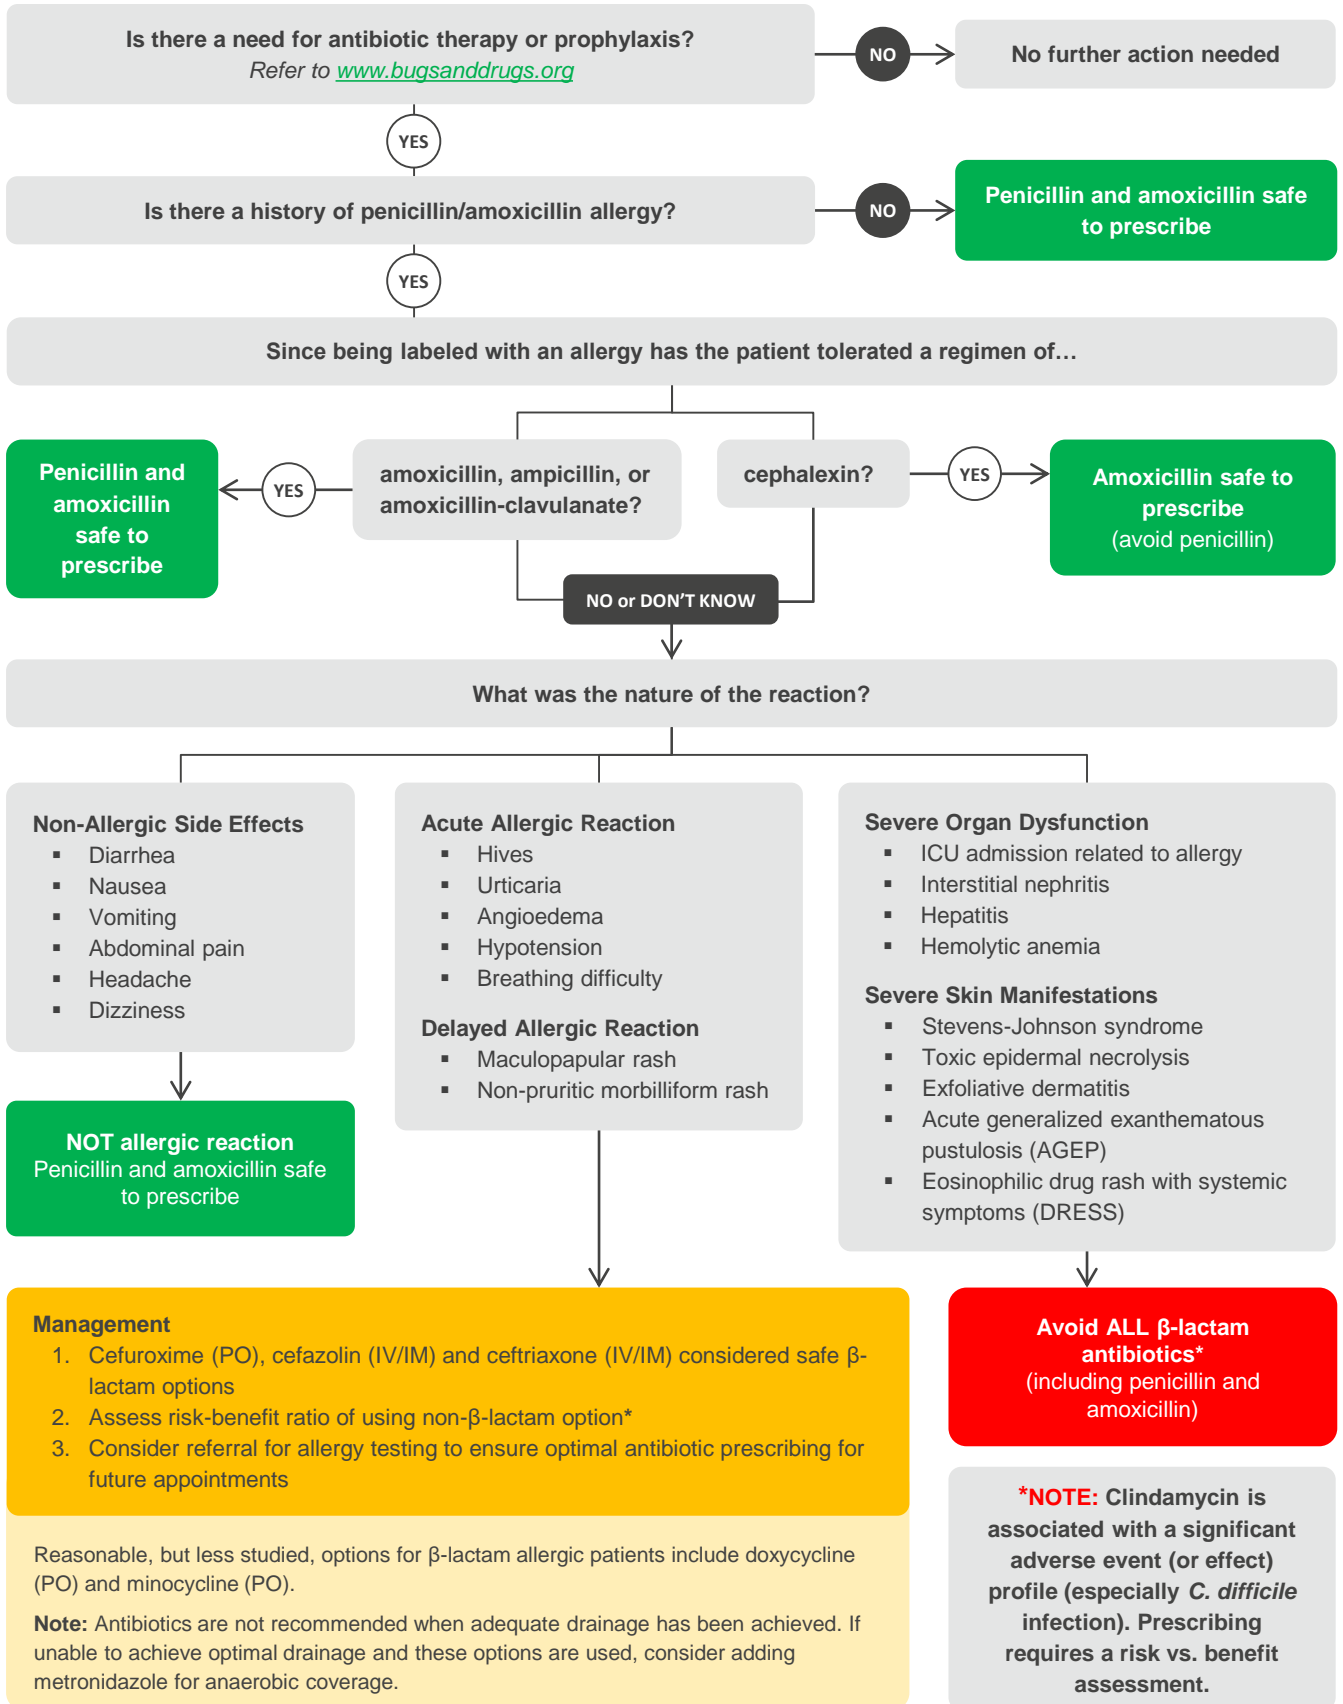 Is there a need for antibiotic therapy or prophylaxis?
Refer to www.bugsanddrugs.org
NO
No further action needed
YES
Is there a history of penicillin/amoxicillin allergy?
NO
Penicillin and amoxicillin safe
to prescribe
YES
Since being labeled with an allergy has the patient tolerated a regimen of…
Penicillin and
amoxicillin
safe to
prescribe
YES
amoxicillin, ampicillin, or
amoxicillin-clavulanate?
cephalexin?
YES
Amoxicillin safe to
prescribe
(avoid penicillin)
NO or DON’T KNOW
What was the nature of the reaction?
Non-Allergic Side Effects
▪ Diarrhea
▪ Nausea
▪ Vomiting
▪ Abdominal pain
▪ Headache
▪ Dizziness
NOT allergic reaction
Penicillin and amoxicillin safe
to prescribe
Acute Allergic Reaction
▪ Hives
▪ Urticaria
▪ Angioedema
▪ Hypotension
▪ Breathing difficulty
Delayed Allergic Reaction
▪ Maculopapular rash
▪ Non-pruritic morbilliform rash
Severe Organ Dysfunction
▪ ICU admission related to allergy
▪ Interstitial nephritis
▪ Hepatitis
▪ Hemolytic anemia
Severe Skin Manifestations
▪ Stevens-Johnson syndrome
▪ Toxic epidermal necrolysis
▪ Exfoliative dermatitis
▪ Acute generalized exanthematous
pustulosis (AGEP)
▪ Eosinophilic drug rash with systemic
symptoms (DRESS)
Management
1. Cefuroxime (PO), cefazolin (IV/IM) and ceftriaxone (IV/IM) considered safe β-
lactam options
2. Assess risk-benefit ratio of using non-β-lactam option*
3. Consider referral for allergy testing to ensure optimal antibiotic prescribing for
future appointments
Reasonable, but less studied, options for β-lactam allergic patients include doxycycline
(PO) and minocycline (PO).
Note: Antibiotics are not recommended when adequate drainage has been achieved. If
unable to achieve optimal drainage and these options are used, consider adding
metronidazole for anaerobic coverage.
Avoid ALL β-lactam
antibiotics*
(including penicillin and
amoxicillin)
*NOTE: Clindamycin is
associated with a significant
adverse event (or effect)
profile (especially C. difficile
infection). Prescribing
requires a risk vs. benefit
assessment.